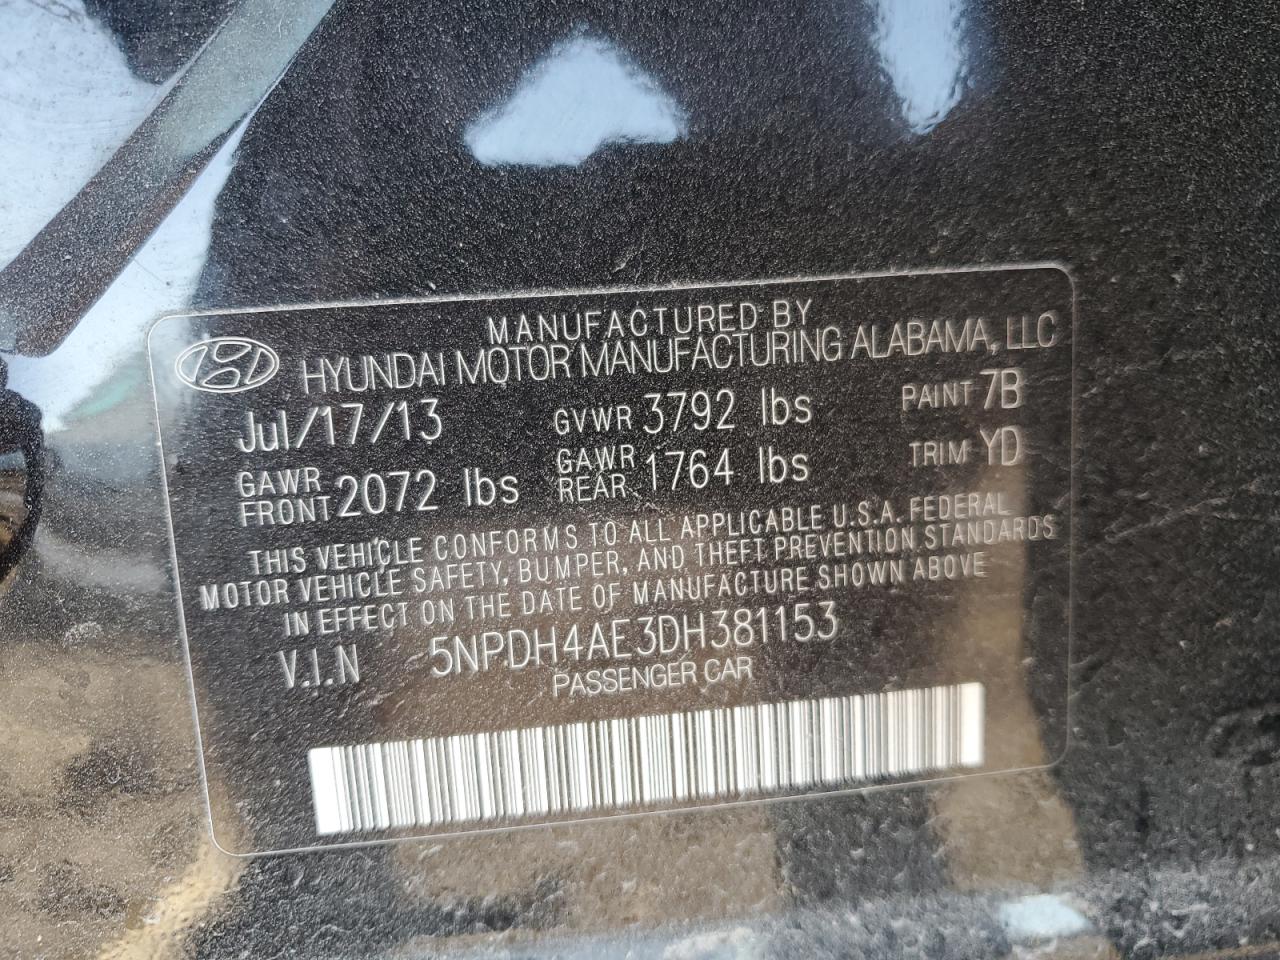 MANUFACTURED BY
HYUNDAI MOTOR MANUFACTURING ALABAMA, LLC
Jul/17/13 GVWR 3792 lbs PAINT 7B
GAWR FRONT 2072 lbs GAWR REAR 1764 lbs TRIM YD
THIS VEHICLE CONFORMS TO ALL APPLICABLE U.S.A. FEDERAL
MOTOR VEHICLE SAFETY, BUMPER, AND THEFT PREVENTION STANDARDS
IN EFFECT ON THE DATE OF MANUFACTURE SHOWN ABOVE
V.I.N 5NPDH4AE3DH381153
PASSENGER CAR